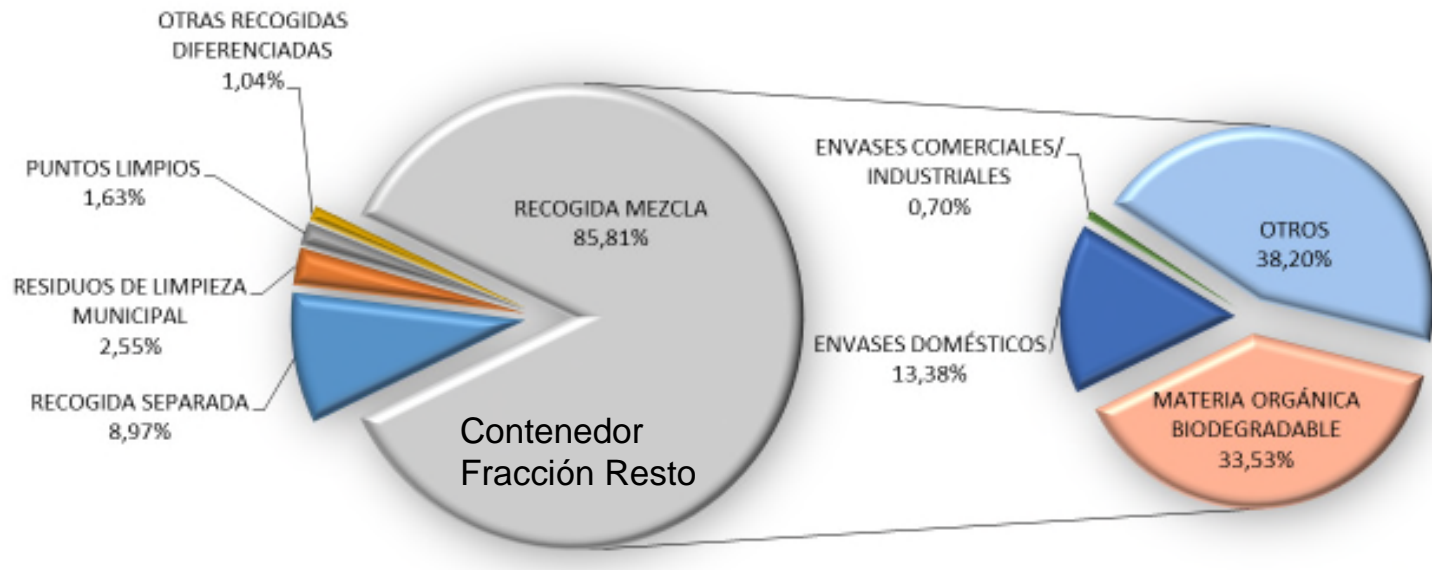 OTRAS RECOGIDAS
DIFERENCIADAS
1,04%
PUNTOS LIMPIOS
1,63%
RESIDUOS DE LIMPIEZA
MUNICIPAL
2,55%
RECOGIDA SEPARADA
8,97%
RECOGIDA MEZCLA
85,81%
Contenedor
Fracción Resto
ENVASES COMERCIALES/
INDUSTRIALES
0,70%
ENVASES DOMÉSTICOS
13,38%
OTROS
38,20%
MATERIA ORGÁNICA
BIODEGRADABLE
33,53%